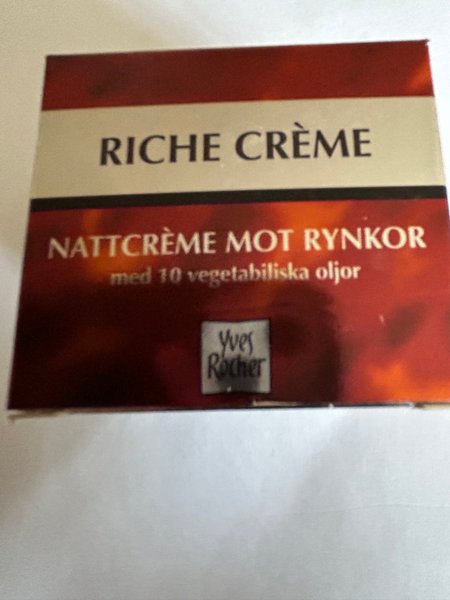 RICHE CRÈME
NATTCRÈME MOT RYNKOR
med 10 vegetabiliska oljor
Yves
Rocher